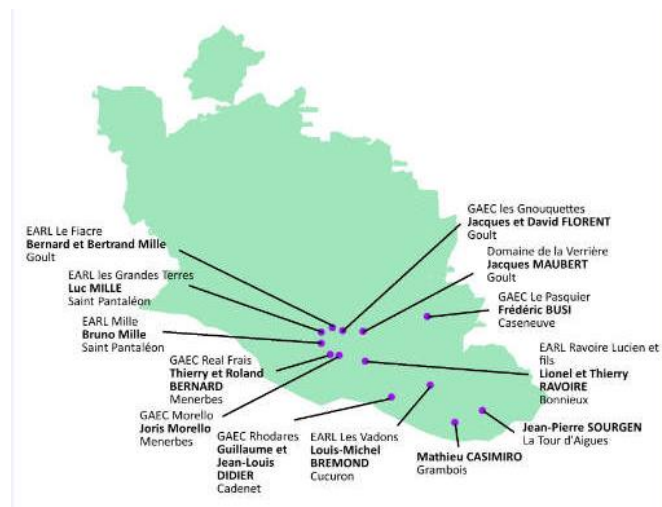 GAEC les Gnouquettes
Jacques et David FLORENT
Goult
EARL Le Fiacre
Bernard et Bertrand Mille
Goult
Domaine de la Verrière
Jacques MAUBERT
Goult
EARL les Grandes Terres
Luc MILLE
Saint Pantaléon
GAEC Le Pasquier
Frédéric BUSI
Caseneuve
EARL Mille
Bruno Mille
Saint Pantaléon
EARL Ravoire Lucien et
fils
Lionel et Thierry
RAVOIRE
Bonnieux
GAEC Real Frais
Thierry et Roland
BERNARD
Menerbes
GAEC Morello
Joris Morello
Menerbes
GAEC Rhodares
Guillaume et
Jean-Louis
DIDIER
Cadenet
EARL Les Vadons
Louis-Michel
BREMOND
Cucuron
Mathieu CASIMIRO
Grambois
Jean-Pierre SOURGEN
La Tour d'Aigues